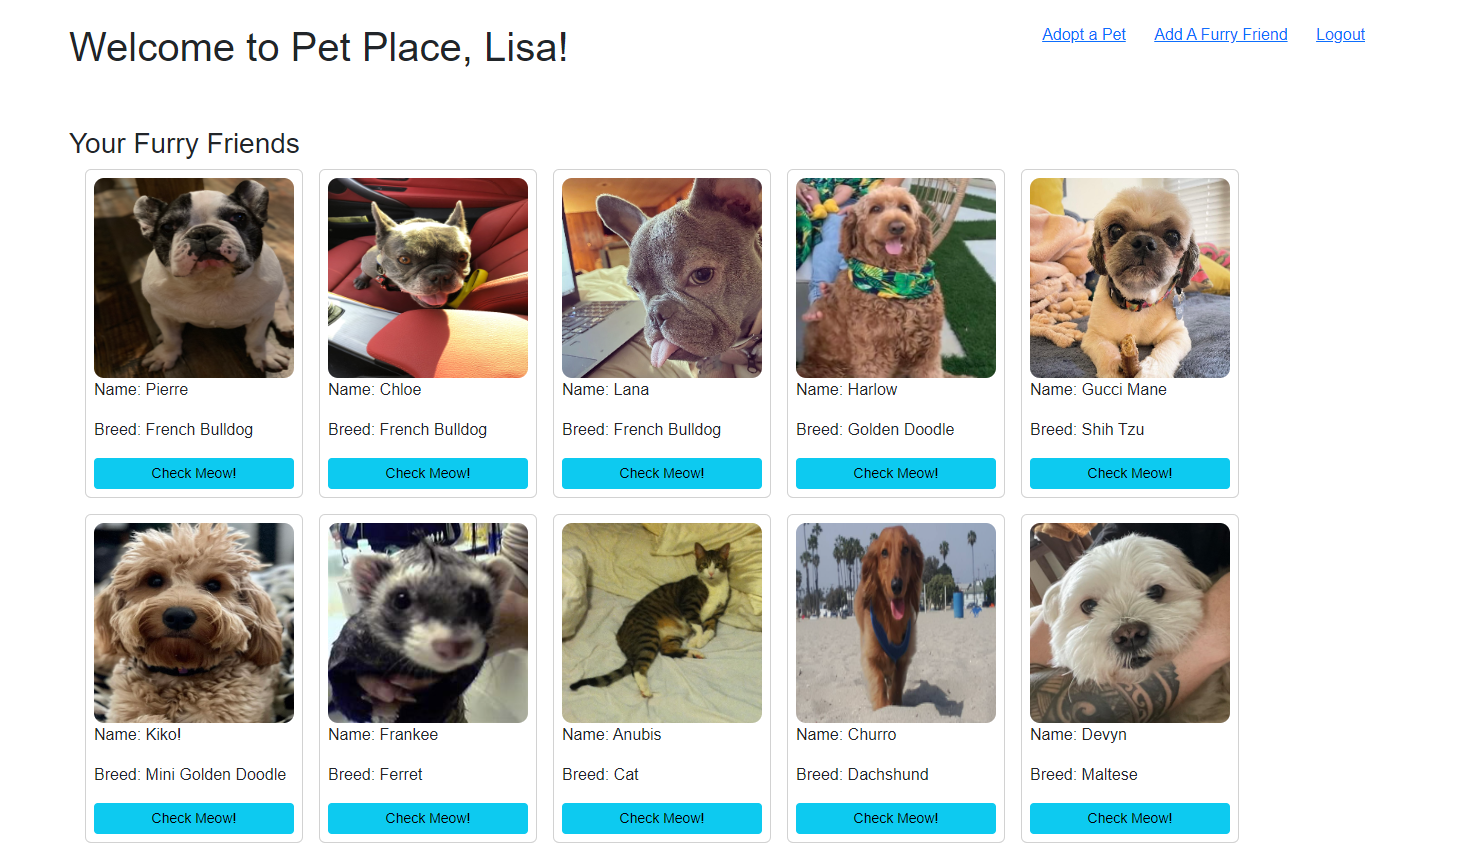 Welcome to Pet Place, Lisa!
Adopt a Pet Add A Furry Friend Logout
Your Furry Friends
Name: Pierre
Breed: French Bulldog
Check Meow!
Name: Chloe
Breed: French Bulldog
Check Meow!
Name: Lana
Breed: French Bulldog
Check Meow!
Name: Harlow
Breed: Golden Doodle
Check Meow!
Name: Gucci Mane
Breed: Shih Tzu
Check Meow!
Name: Kiko!
Breed: Mini Golden Doodle
Check Meow!
Name: Frankee
Breed: Ferret
Check Meow!
Name: Anubis
Breed: Cat
Check Meow!
Name: Churro
Breed: Dachshund
Check Meow!
Name: Devyn
Breed: Maltese
Check Meow!